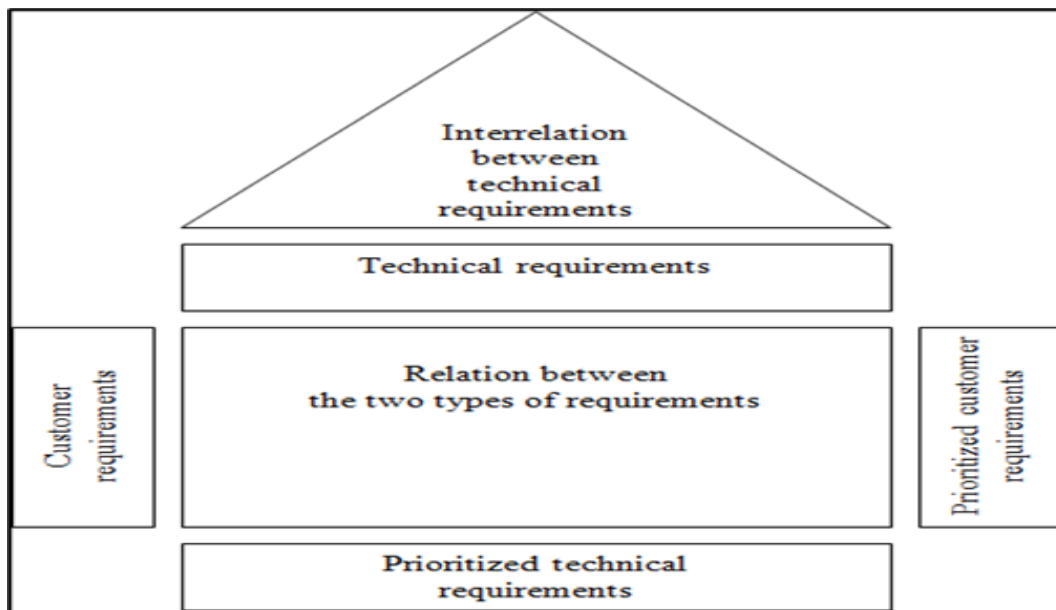 Interrelation
between
technical
requirements
Technical requirements
Customer
requirements
Relation between
the two types of requirements
Prioritized customer
requirements
Prioritized technical
requirements